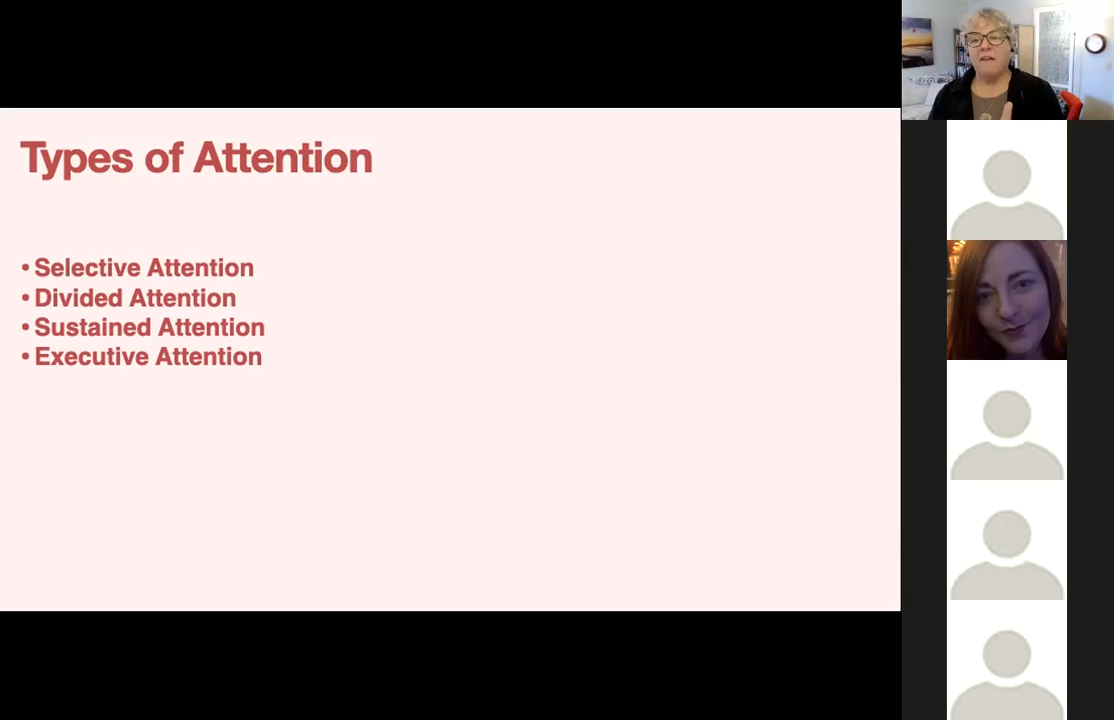 Types of Attention
• Selective Attention
• Divided Attention
• Sustained Attention
• Executive Attention